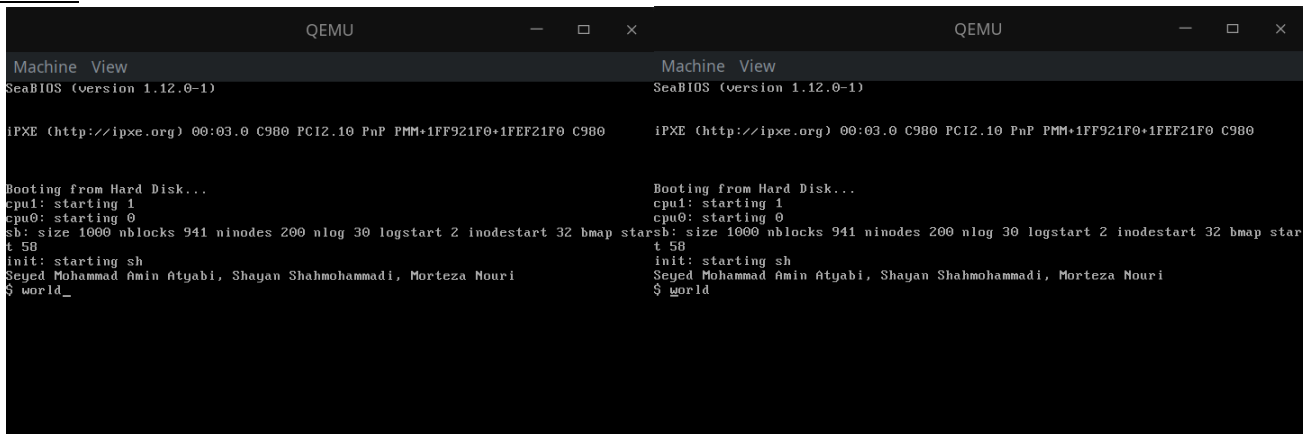 QEMU
Machine View
SeaBIOS (version 1.12.0-1)
iPXE (http://ipxe.org) 00:03.0 C980 PCI2.10 PnP PMM+1FF921F0+1FEF21F0 C980
Booting from Hard Disk...
cpu1: starting 1
cpu0: starting 0
sb: size 1000 nblocks 941 ninodes 200 nlog 30 logstart 2 inodestart 32 bmap star
t 58
init: starting sh
Seyed Mohammad Amin Atyabi, Shayan Shahmohammadi, Morteza Nouri
$ world_
QEMU
Machine View
SeaBIOS (version 1.12.0-1)
iPXE (http://ipxe.org) 00:03.0 C980 PCI2.10 PnP PMM+1FF921F0+1FEF21F0 C980
Booting from Hard Disk...
cpu1: starting 1
cpu0: starting 0
sb: size 1000 nblocks 941 ninodes 200 nlog 30 logstart 2 inodestart 32 bmap star
t 58
init: starting sh
Seyed Mohammad Amin Atyabi, Shayan Shahmohammadi, Morteza Nouri
$ world